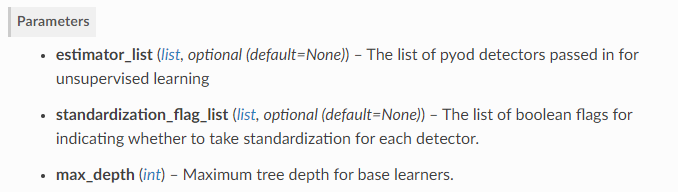 Parameters
• estimator_list (list, optional (default=None)) – The list of pyod detectors passed in for
unsupervised learning
• standardization_flag_list (list, optional (default=None)) – The list of boolean flags for
indicating whether to take standardization for each detector.
• max_depth (int) – Maximum tree depth for base learners.